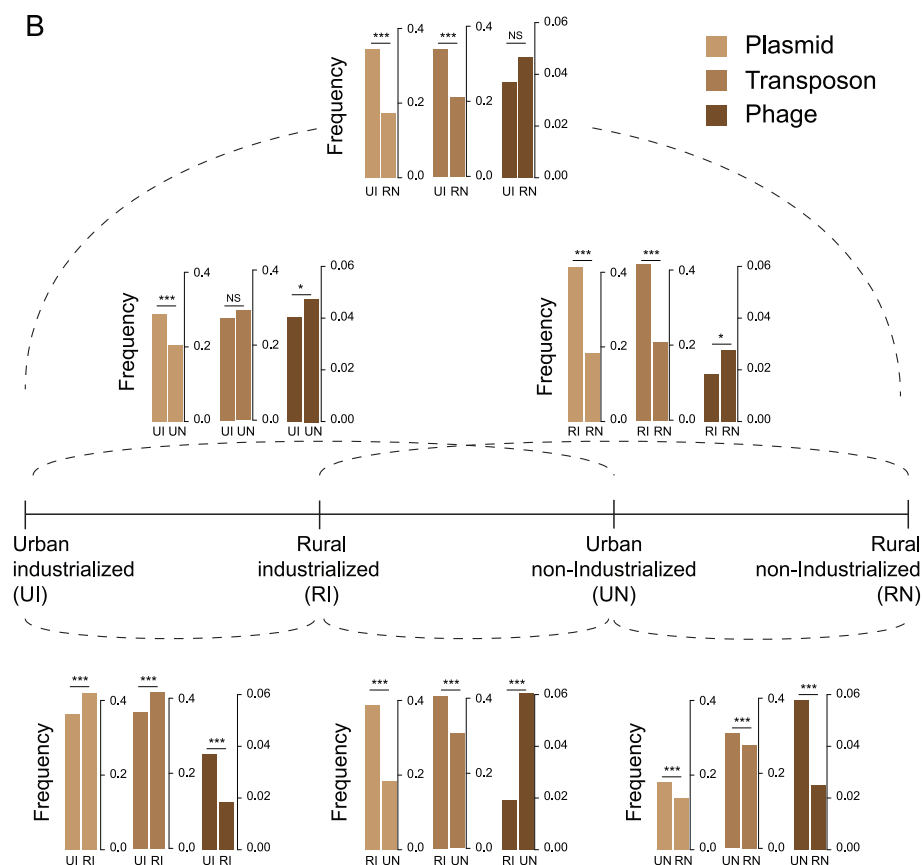 B
Plasmid
Transposon
Phage
Frequency
*** *** NS
0.4 0.4 0.06
0.04
0.2 0.2
0.02
0.0 0.0 0.00
UI RN UI RN UI RN
Frequency
*** NS *
0.4 0.4 0.06
0.04
0.2 0.2
0.02
0.0 0.0 0.00
UI UN UI UN UI UN
Frequency
*** *** *
0.4 0.4 0.06
0.04
0.2 0.2
0.02
0.0 0.0 0.00
RI RN RI RN RI RN
Urban
industrialized
(UI)
Rural
industrialized
(RI)
Urban
non-Industrialized
(UN)
Rural
non-Industrialized
(RN)
Frequency
*** *** ***
0.4 0.4 0.06
0.04
0.2 0.2
0.02
0.0 0.0 0.00
UI RI UI RI UI RI
Frequency
*** *** ***
0.4 0.4 0.06
0.04
0.2 0.2
0.02
0.0 0.0 0.00
RI UN RI UN RI UN
Frequency
*** *** ***
0.4 0.4 0.06
0.04
0.2 0.2
0.02
0.0 0.0 0.00
UN RN UN RN UN RN